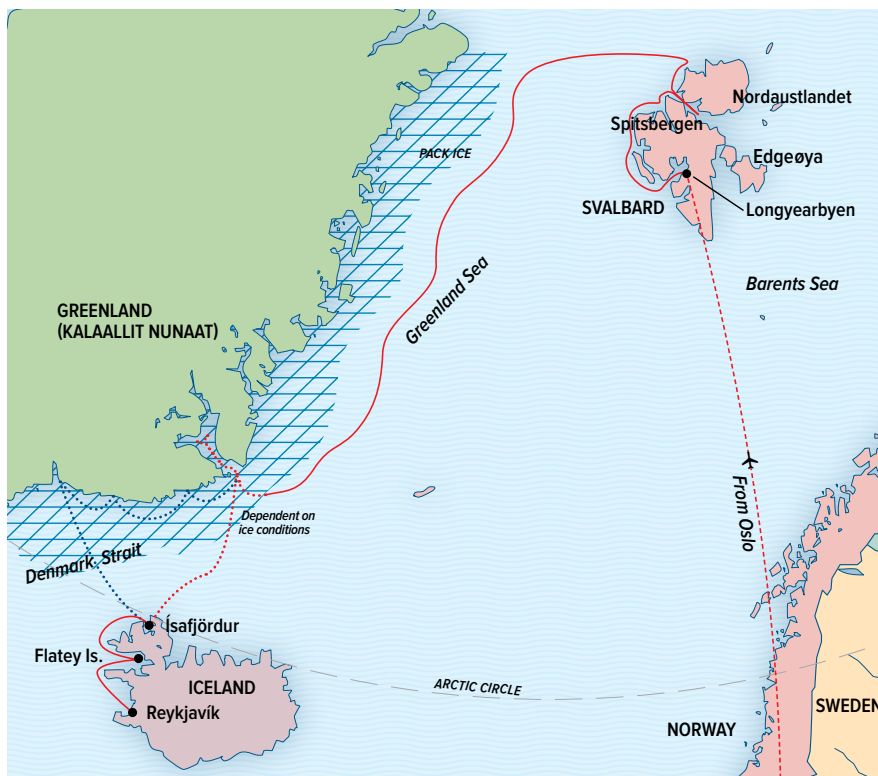 Nordaustlandet
Spitsbergen
PACK ICE
Edgeøya
SVALBARD
Longyearbyen
Greenland Sea
Barents Sea
GREENLAND
(KALAALLIT NUNAAT)
From Oslo
Dependent on
ice conditions
Denmark Strait
Ísafjördur
Flatey Is.
ICELAND
ARCTIC CIRCLE
Reykjavík
NORWAY
SWEDEN